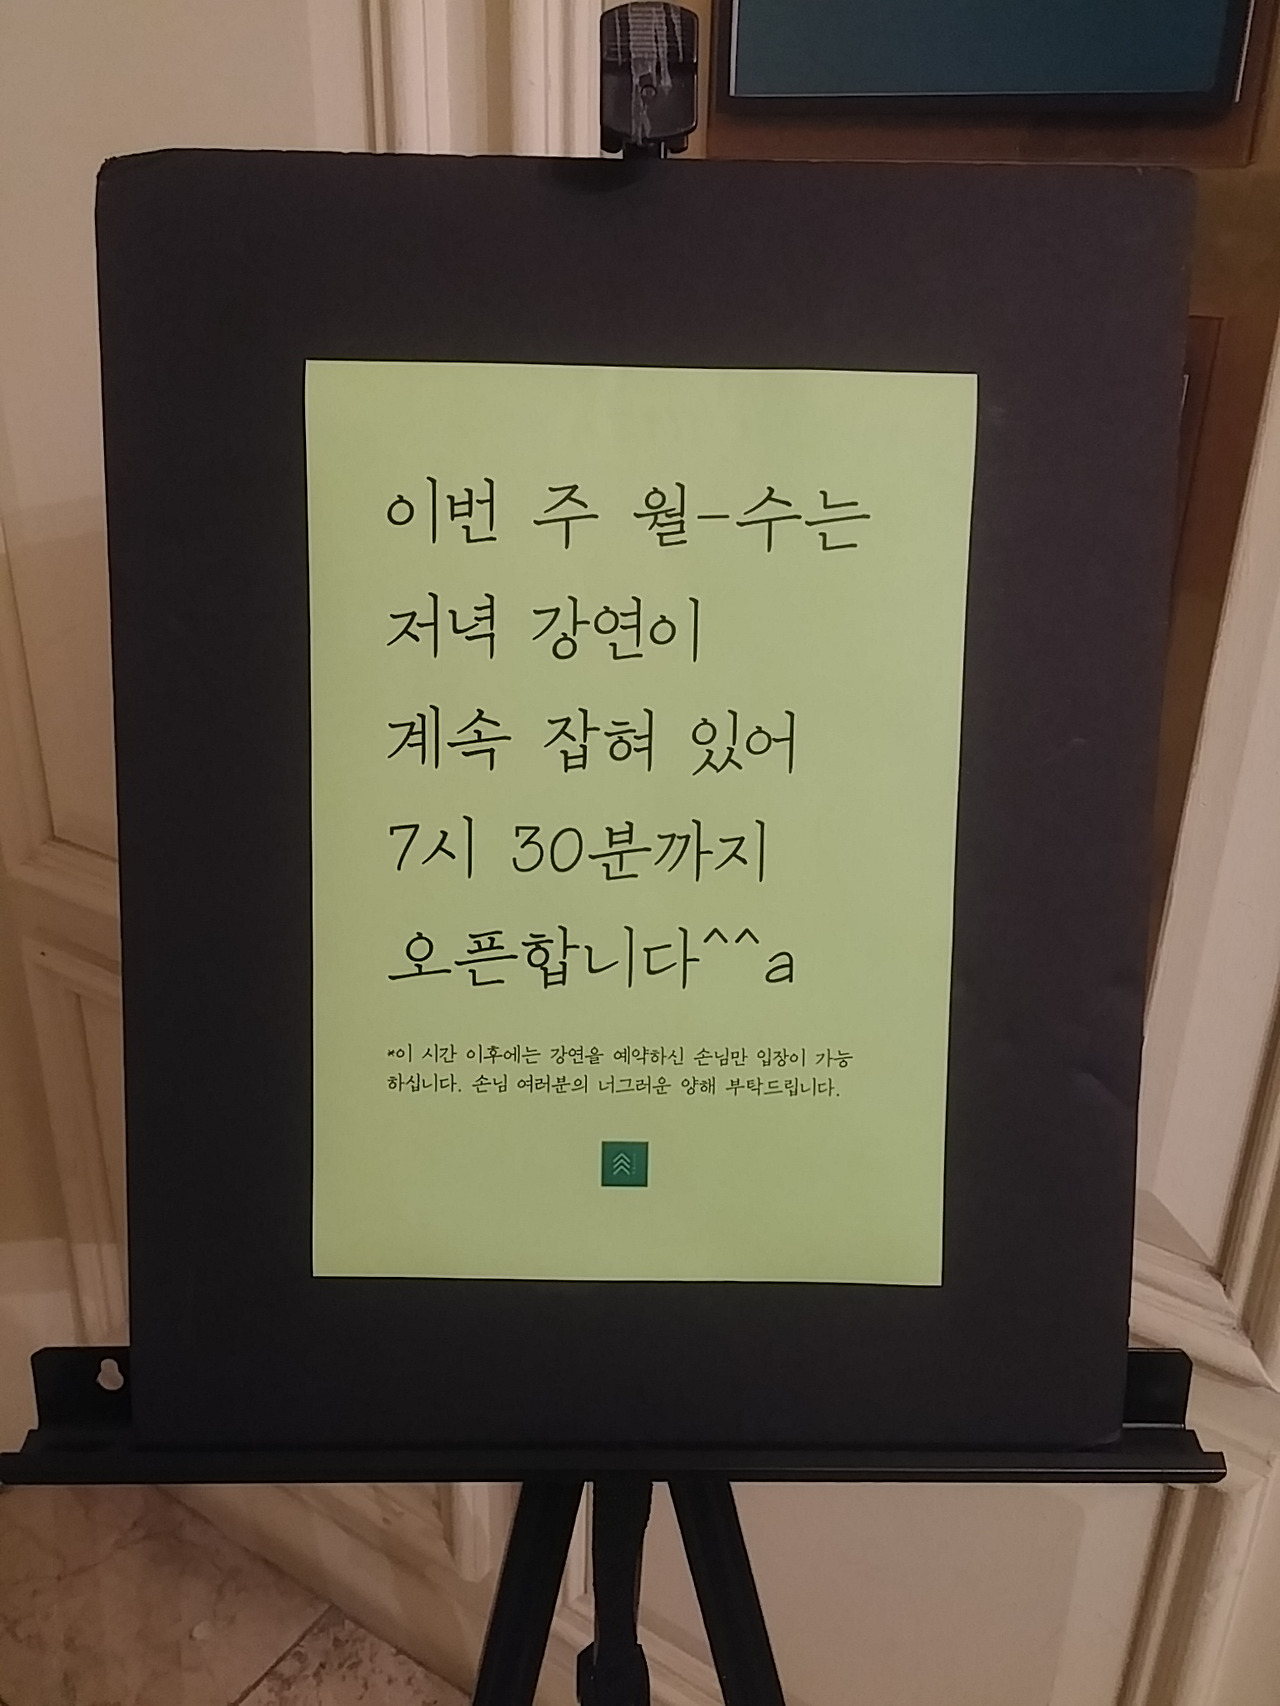 이번 주 월-수는
저녁 강연이
계속 잡혀 있어
7시 30분까지
오픈합니다^^a
*이 시간 이후에는 강연을 예약하신 손님만 입장이 가능
하십니다. 손님 여러분의 너그러운 양해 부탁드립니다.